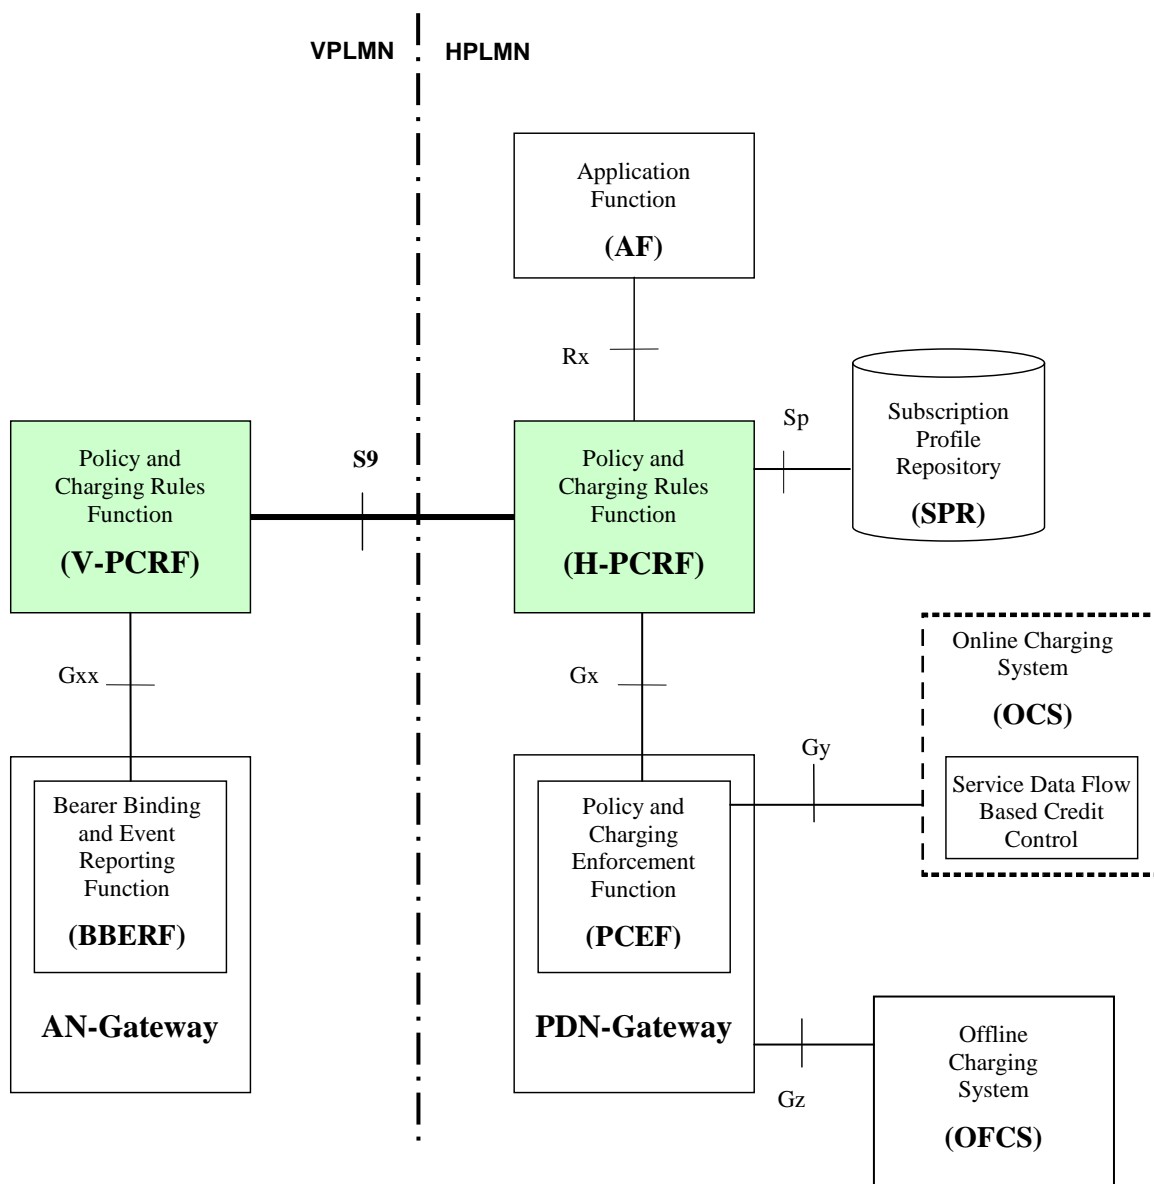 VPLMN
HPLMN
Application
Function
(AF)
Rx
Policy and
Charging Rules
Function
(V-PCRF)
S9
Policy and
Charging Rules
Function
(H-PCRF)
Sp
Subscription
Profile
Repository
(SPR)
Gxx
Gx
Online Charging
System
(OCS)
Service Data Flow
Based Credit
Control
Gy
Bearer Binding
and Event
Reporting
Function
(BBERF)
AN-Gateway
Policy and
Charging
Enforcement
Function
(PCEF)
PDN-Gateway
Gz
Offline
Charging
System
(OFCS)